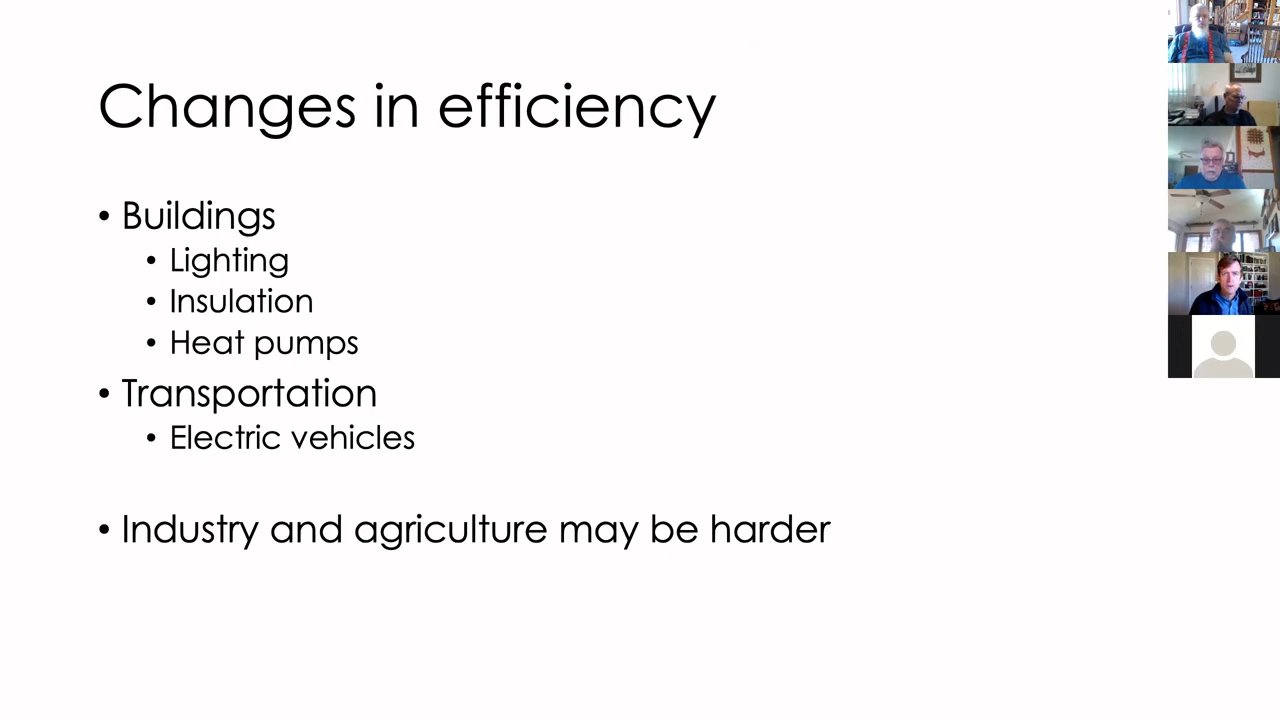 Changes in efficiency
• Buildings
• Lighting
• Insulation
• Heat pumps
• Transportation
• Electric vehicles
• Industry and agriculture may be harder